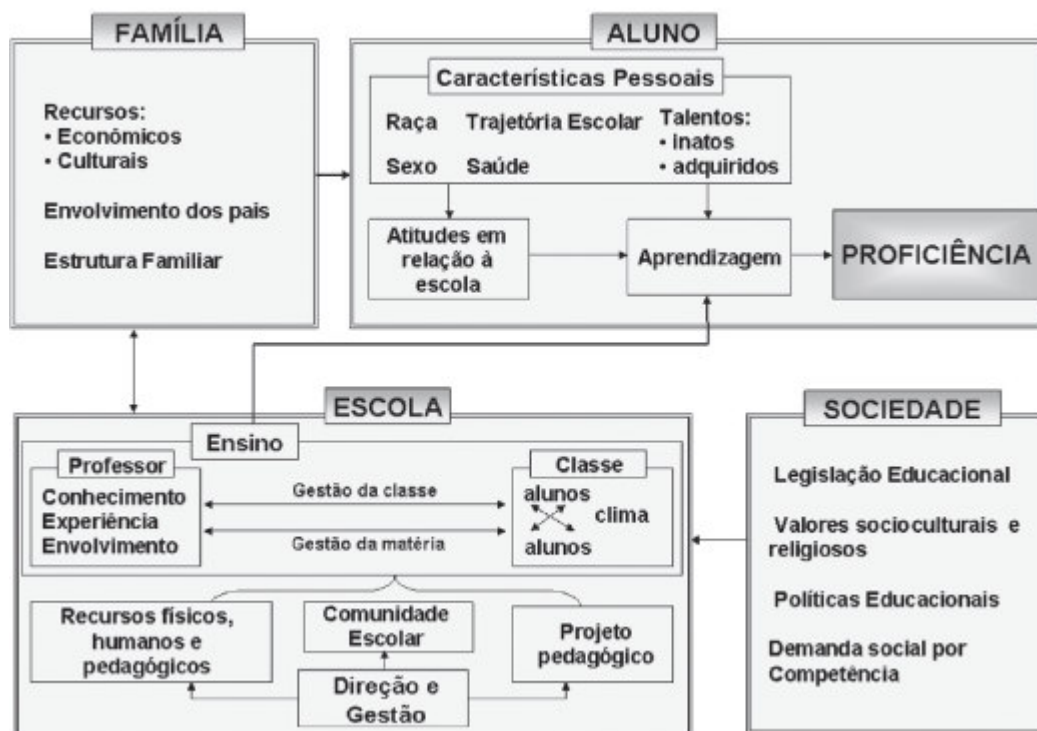 FAMÍLIA
Recursos:
• Econômicos
• Culturais
Envolvimento dos pais
Estrutura Familiar
ALUNO
Características Pessoais
Raça
Trajetória Escolar
Talentos:
• inatos
• adquiridos
Sexo
Saúde
Atitudes em
relação à
escola
Aprendizagem
PROFICIÊNCIA
ESCOLA
Ensino
Professor
Conhecimento
Experiência
Envolvimento
Gestão da classe
Gestão da matéria
Classe
alunos
clima
alunos
Recursos físicos,
humanos e
pedagógicos
Comunidade
Escolar
Projeto
pedagógico
Direção e
Gestão
SOCIEDADE
Legislação Educacional
Valores socioculturais e
religiosos
Políticas Educacionais
Demanda social por
Competência